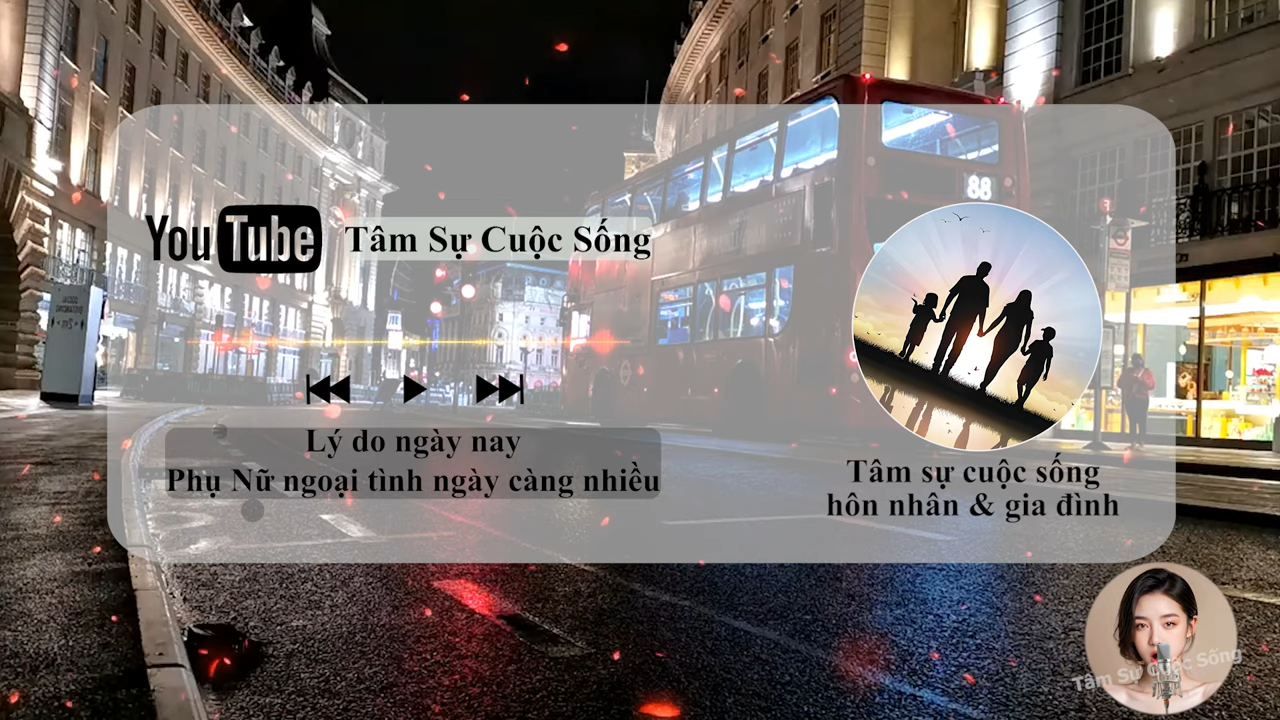 YouTube
Tâm Sự Cuộc Sống
88
Lý do ngày nay
Phụ Nữ ngoại tình ngày càng nhiều
Tâm sự cuộc sống
hôn nhân & gia đình
Tâm Sự Cuộc Sống